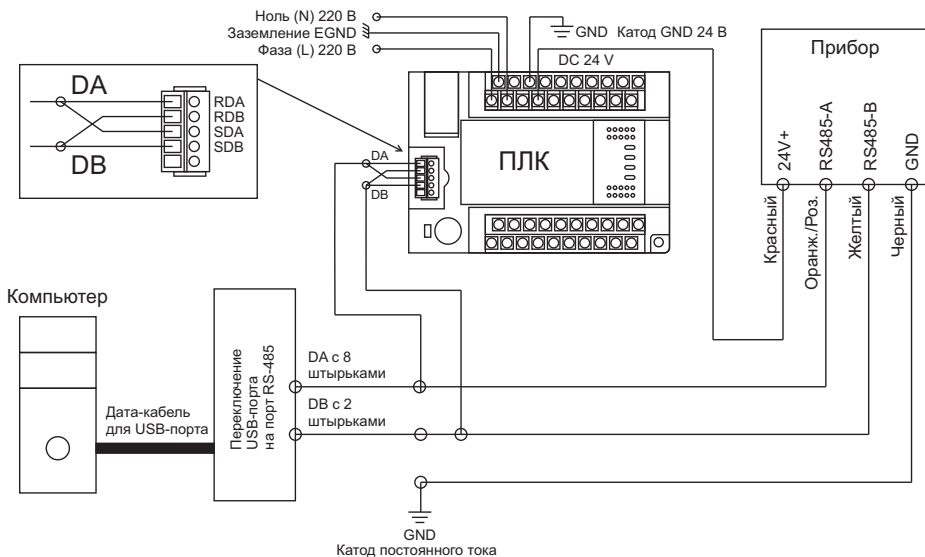 Ноль (N) 220 В
Заземление EGND
Фаза (L) 220 В
GND Катод GND 24 В
DC 24 V
Прибор
24V+
RS485-A
RS485-B
GND
Красный
Оранж./Роз.
Желтый
Черный
DA
DB
RDA
RDB
SDA
SDB
DA
DB
ПЛК
Компьютер
Дата-кабель
для USB-порта
Переключение
USB-порта
на порт RS-485
DA с 8
штырьками
DB с 2
штырьками
GND
Катод постоянного тока